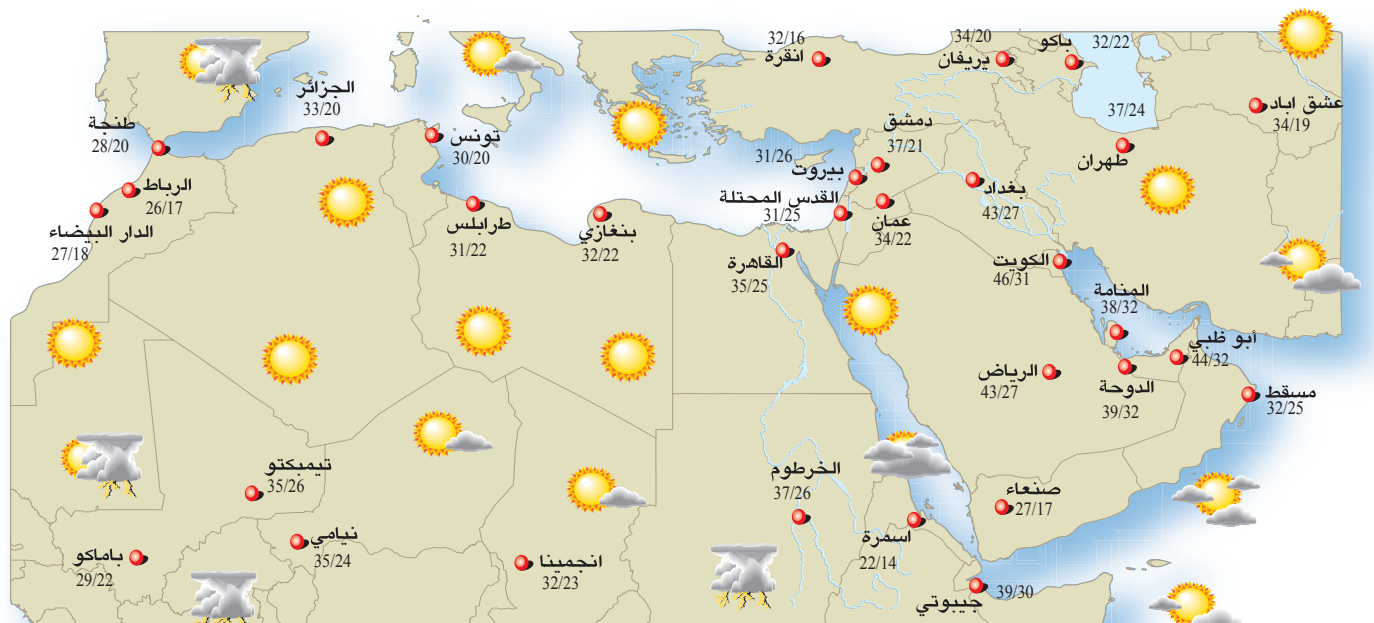 32/16
انقرة
34/20
يريفان
باكو
32/22
عشق اباد
34/19
37/24
طهران
الجزائر
33/20
طنجة
28/20
تونس
30/20
دمشق
37/21
31/26
بيروت
بغداد
43/27
الرباط
26/17
الدار البيضاء
27/18
طرابلس
31/22
بنغازي
32/22
القدس المحتلة
31/25
عمان
34/22
القاهرة
35/25
الكويت
46/31
المنامة
38/32
أبو ظبي
44/32
الرياض
43/27
الدوحة
39/32
مسقط
32/25
تيمبكتو
35/26
الخرطوم
37/26
صنعاء
27/17
نيامي
35/24
باماكو
29/22
انجمينا
32/23
اسمرة
22/14
39/30
جيبوتي